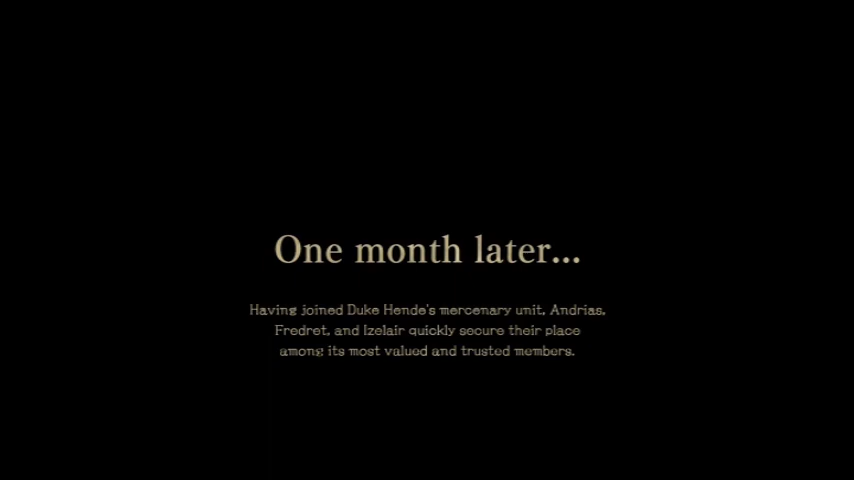 One month later...
Having joined Duke Hende's mercenary unit, Andrias,
Fredret, and Izelair quickly secure their place
among its most valued and trusted members.